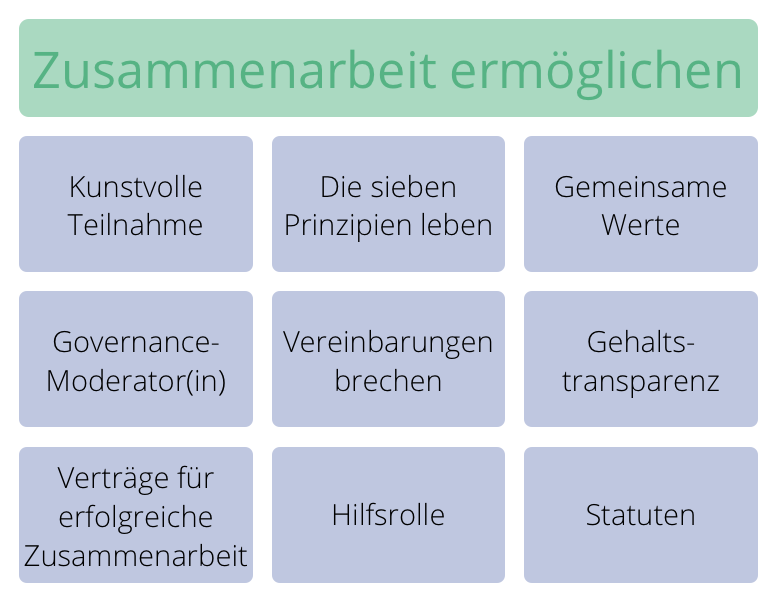 Zusammenarbeit ermöglichen
Kunstvolle
Teilnahme
Die sieben
Prinzipien leben
Gemeinsame
Werte
Governance-
Moderator(in)
Vereinbarungen
brechen
Gehalts-
transparenz
Verträge für
erfolgreiche
Zusammenarbeit
Hilfsrolle
Statuten